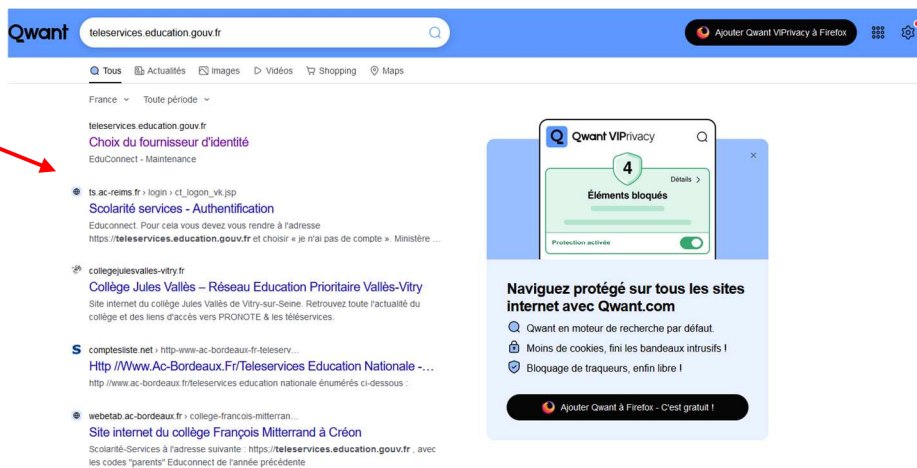 Qwant
teleservices.education.gouv.fr
Ajouter Qwant VIPrivacy à Firefox
Tous Actualités Images Vidéos Shopping Maps
France Toute période
teleservices.education.gouv.fr
Choix du fournisseur d'identité
EduConnect - Maintenance
ts.ac-reims.fr › login › ct_logon_vk.jsp
Scolarité services - Authentification
Educonnect. Pour cela vous devez vous rendre à l'adresse
https://teleservices.education.gouv.fr et choisir « je n'ai pas de compte ». Ministère ...
collegejulesvalles-vitry.fr
Collège Jules Vallès – Réseau Education Prioritaire Vallès-Vitry
Site internet du collège Jules Vallès de Vitry-sur-Seine. Retrouvez toute l'actualité du
collège et des liens d'accès vers PRONOTE & les téléservices.
S comptesliste.net › http-www-ac-bordeaux-fr-teleserv...
Http //Www.Ac-Bordeaux.Fr/Teleservices Education Nationale -...
http //www.ac-bordeaux.fr/teleservices education nationale énumérés ci-dessous :
webetab.ac-bordeaux.fr › college-francois-mitterran...
Site internet du collège François Mitterrand à Créon
Scolarité-Services à l'adresse suivante : https://teleservices.education.gouv.fr , avec
les codes "parents" Educonnect de l'année précédente
Qwant VIPrivacy
4
Détails >
Éléments bloqués
Protection activée
Naviguez protégé sur tous les sites
internet avec Qwant.com
Qwant en moteur de recherche par défaut.
Moins de cookies, fini les bandeaux intrusifs !
Bloquage de traqueurs, enfin libre !
Ajouter Qwant à Firefox - C'est gratuit !